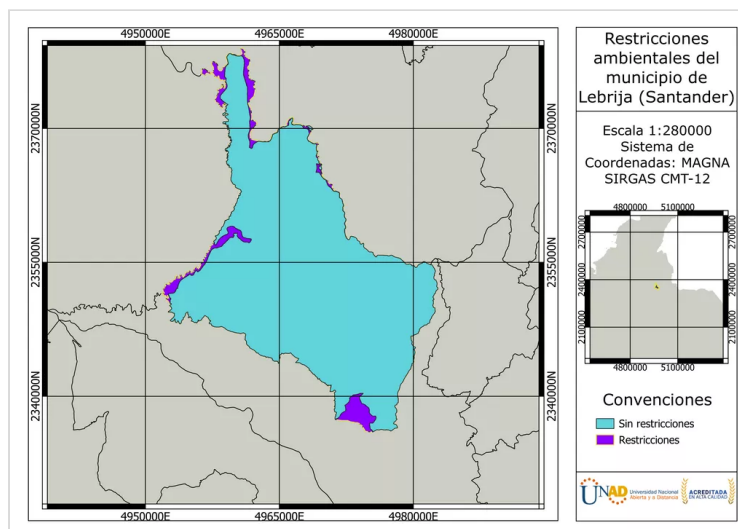 4950000E 4965000E 4980000E
2370000N
2370000N
2355000N
2355000N
2340000N
2340000N
4950000E 4965000E 4980000E
Restricciones
ambientales del
municipio de
Lebrija (Santander)
Escala 1:280000
Sistema de
Coordenadas: MAGNA
SIRGAS CMT-12
4800000 5100000
2700000
2700000
2400000
2400000
2100000
2100000
4800000 5100000
Convenciones
Sin restricciones
Restricciones
UNAD Universidad Nacional
Abierta y a Distancia
ACREDITADA
EN ALTA CALIDAD